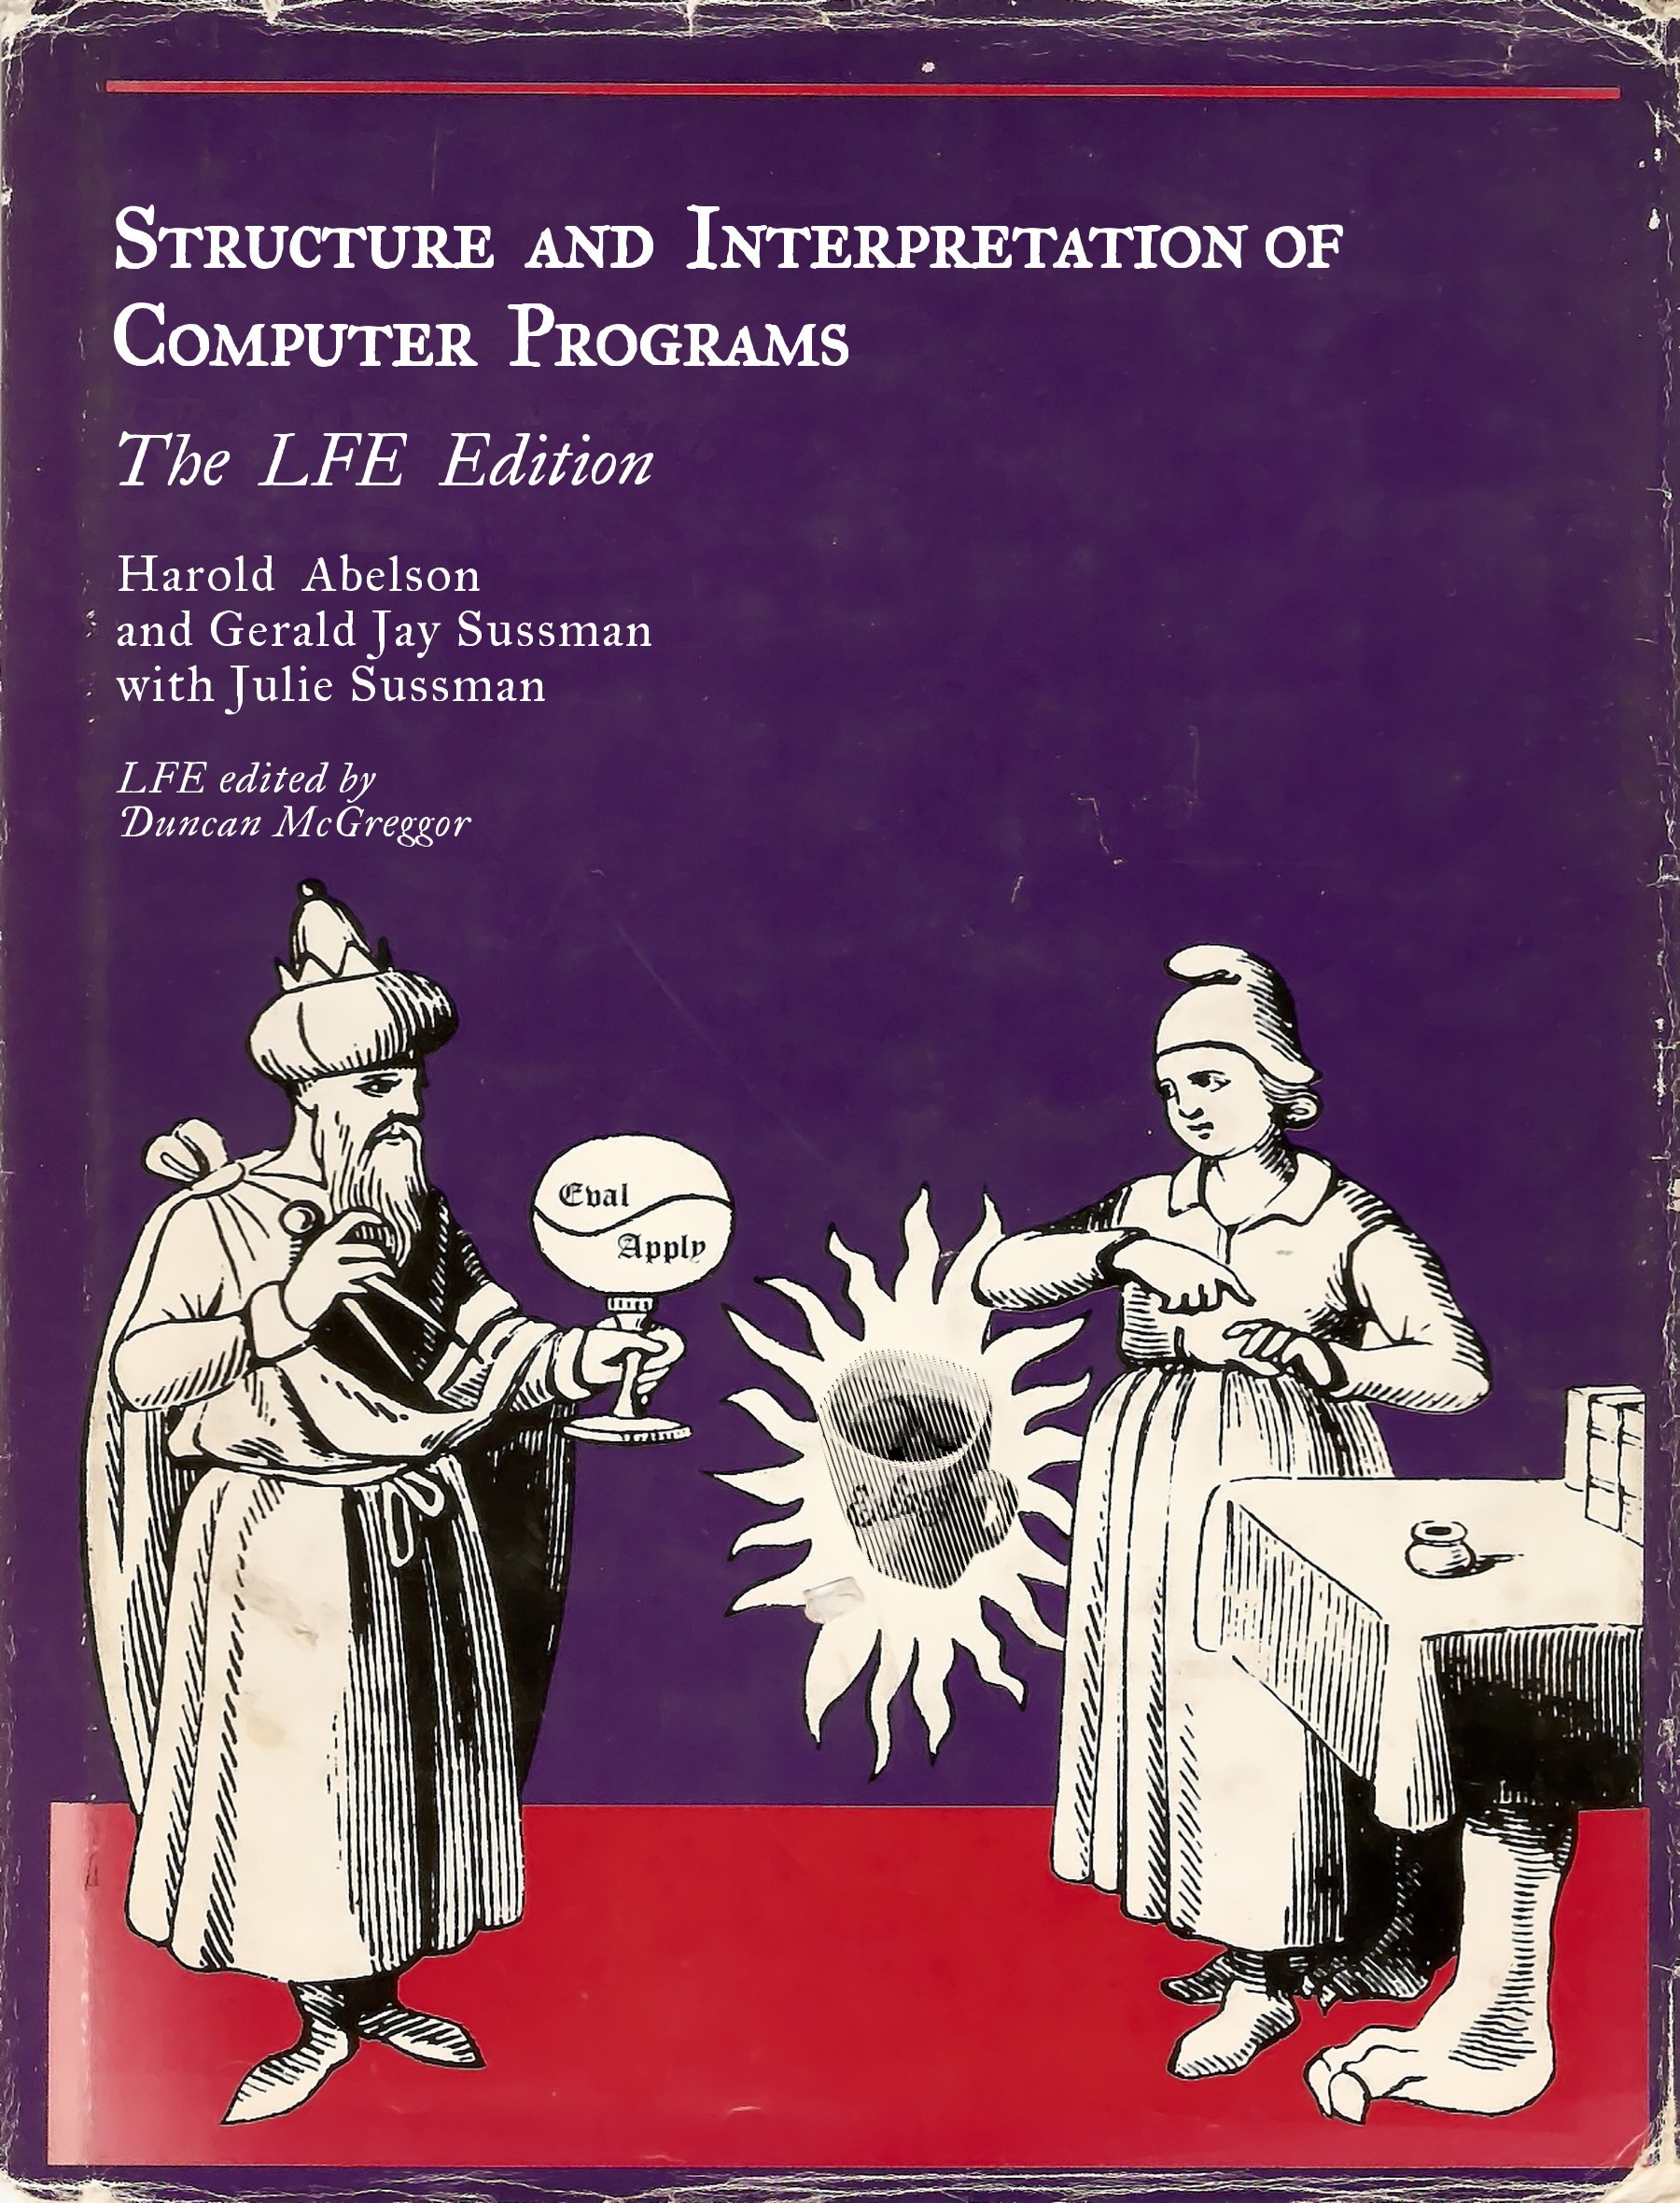 Structure and Interpretation of
Computer Programs
The LFE Edition
Harold Abelson
and Gerald Jay Sussman
with Julie Sussman
LFE edited by
Duncan McGreggor
Eval
Apply